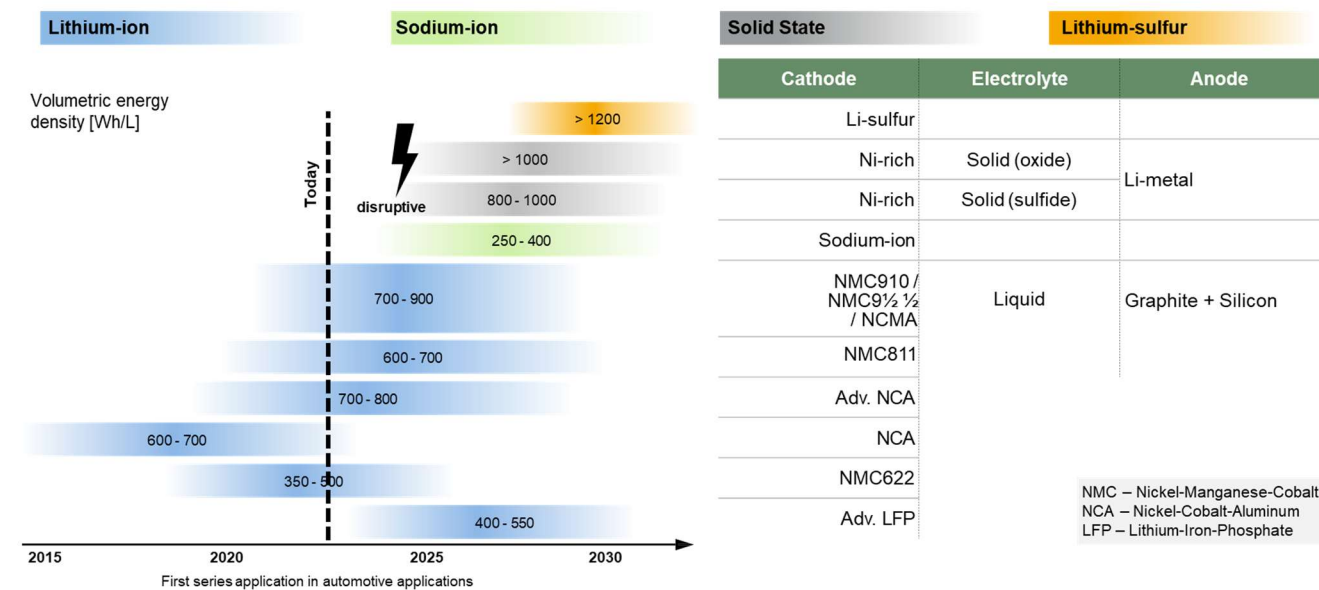 Lithium-ion
Sodium-ion
Solid State
Lithium-sulfur
Volumetric energy
density [Wh/L]
Today
disruptive
> 1200
> 1000
800 - 1000
250 - 400
700 - 900
600 - 700
700 - 800
600 - 700
350 - 500
400 - 550
2015
2020
2025
2030
First series application in automotive applications
Cathode
Electrolyte
Anode
Li-sulfur
Ni-rich
Solid (oxide)
Li-metal
Ni-rich
Solid (sulfide)
Sodium-ion
NMC910 /
NMC9½ ½
/ NCMA
Liquid
Graphite + Silicon
NMC811
Adv. NCA
NCA
NMC622
Adv. LFP
NMC – Nickel-Manganese-Cobalt
NCA – Nickel-Cobalt-Aluminum
LFP – Lithium-Iron-Phosphate